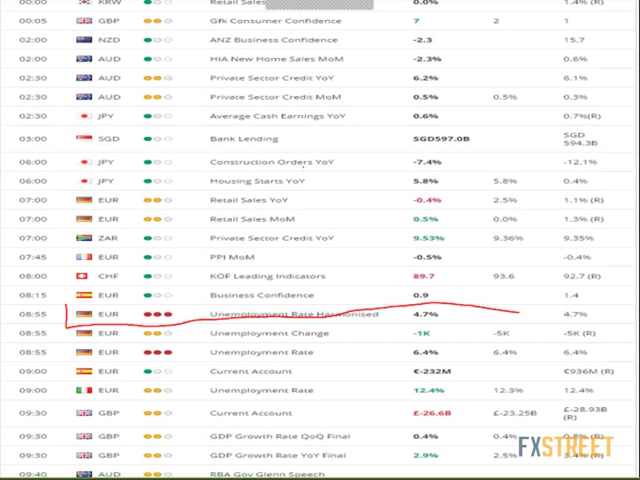 00:00 KRW Retail Sales 0.0% 1.4% (R)
00:05 GBP Gfk Consumer Confidence 7 2 1
02:00 NZD ANZ Business Confidence -2.3 15.7
02:00 AUD HIA New Home Sales MoM -2.3% 0.6%
02:30 AUD Private Sector Credit YoY 6.2% 6.1%
02:30 AUD Private Sector Credit MoM 0.5% 0.5% 0.3%
02:30 JPY Average Cash Earnings YoY 0.6% 0.7%(R)
03:00 SGD Bank Lending SGD597.0B SGD 594.3B
06:00 JPY Construction Orders YoY -7.4% -12.1%
06:00 JPY Housing Starts YoY 5.8% 5.8% 0.4%
07:00 EUR Retail Sales YoY -0.4% 2.5% 1.1% (R)
07:00 EUR Retail Sales MoM 0.5% 0.0% 1.3% (R)
07:00 ZAR Private Sector Credit YoY 9.53% 9.36% 9.35%
07:45 EUR PPI MoM -0.5% -0.4%
08:00 CHF KOF Leading Indicators 89.7 93.6 92.7 (R)
08:15 EUR Business Confidence 0.9 1.4
08:55 EUR Unemployment Rate Harmonised 4.7% 4.7%
08:55 EUR Unemployment Change -1K -5K -5K (R)
08:55 EUR Unemployment Rate 6.4% 6.4% 6.4%
09:00 EUR Current Account €-232M €936M (R)
09:00 EUR Unemployment Rate 12.4% 12.3% 12.4%
09:30 GBP Current Account £-26.6B £-23.25B £-28.93B (R)
09:30 GBP GDP Growth Rate QoQ Final 0.4% 0.4%
09:30 GBP GDP Growth Rate YoY Final 2.9% 2.5%
09:40 AUD RBA Gov Glenn Speech
FXSTREET